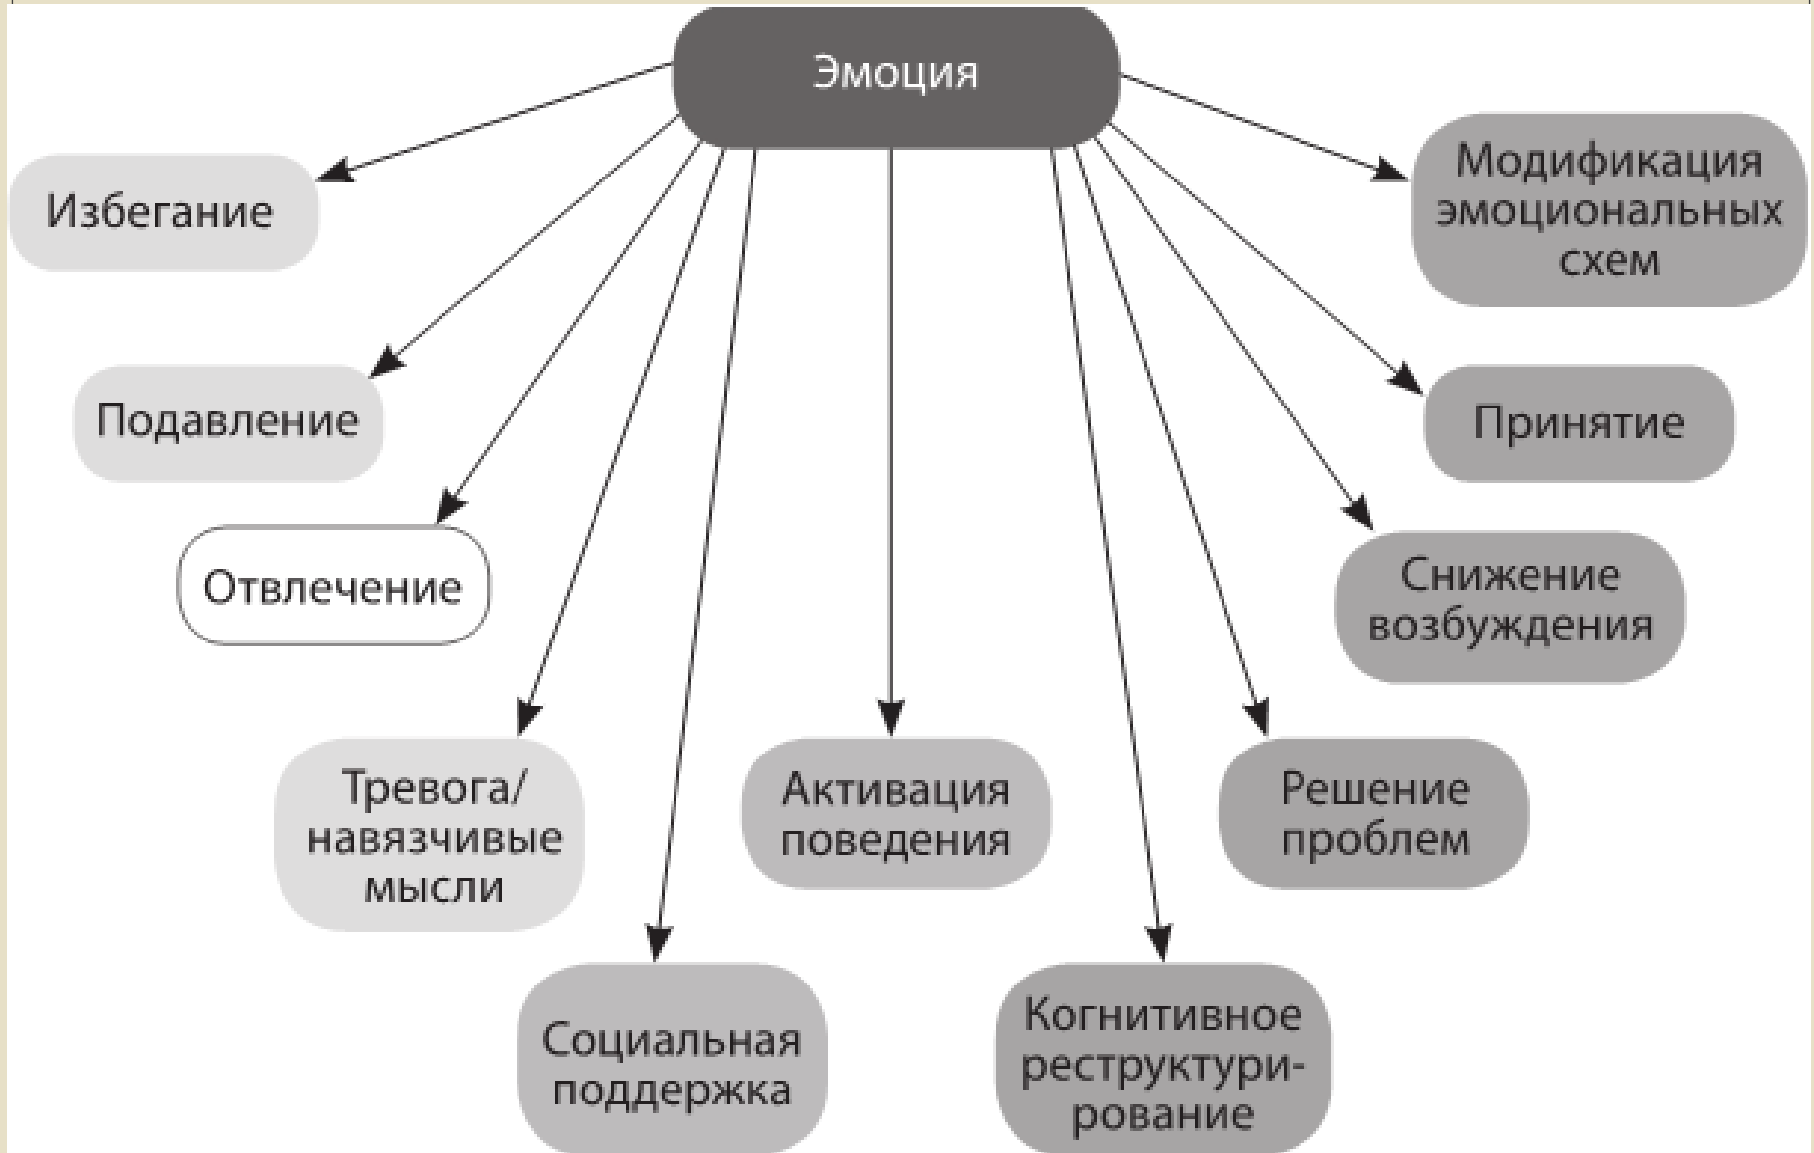 Эмоция
Избегание
Подавление
Отвлечение
Тревога/
навязчивые
мысли
Социальная
поддержка
Активация
поведения
Когнитивное
реструктури-
рование
Решение
проблем
Снижение
возбуждения
Принятие
Модификация
эмоциональных
схем